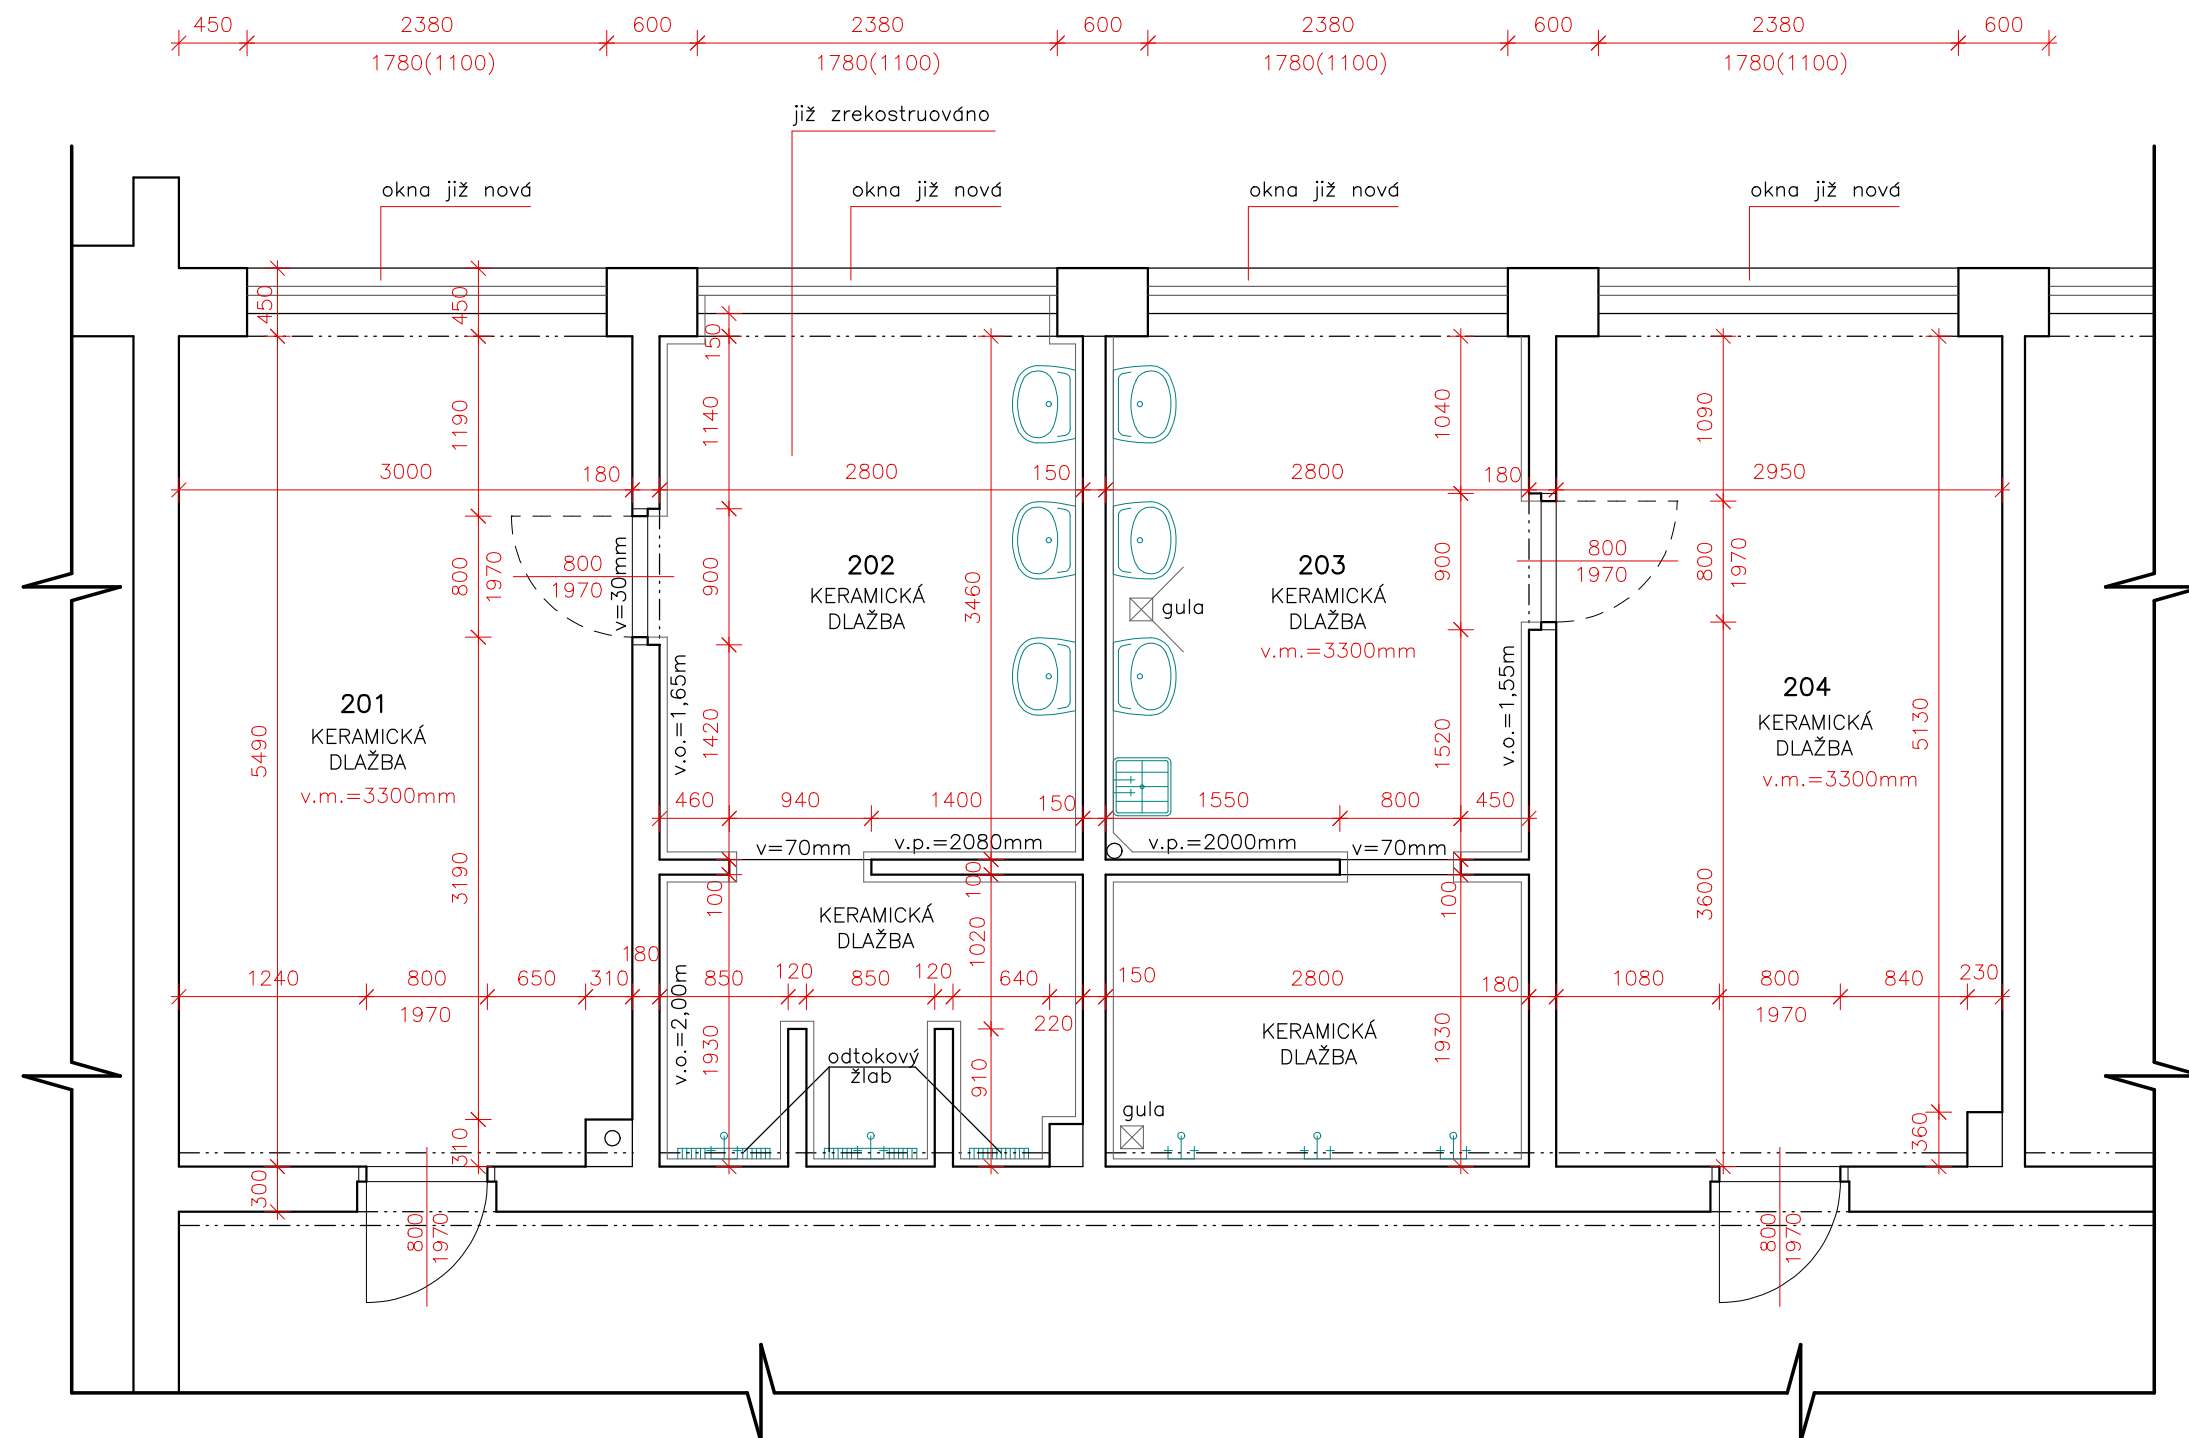 450 2380 600 2380 600 2380 600 2380 600
1780(1100) 1780(1100) 1780(1100) 1780(1100)
již zrekostruováno
okna již nová okna již nová okna již nová okna již nová
450 450 150
1190 1140 1040 1090
3000 180 2800 150 2800 180 2950
800 1970 800 1970 v=30mm 900 3460 900 800 1970 800 1970
202
KERAMICKÁ
DLAŽBA
203
KERAMICKÁ
DLAŽBA
v.m.=3300mm
gula
201
KERAMICKÁ
DLAŽBA
v.m.=3300mm
204
KERAMICKÁ
DLAŽBA
v.m.=3300mm
5490 v.o.=1,65m 1420 1520 v.o.=1,55m 5130
460 940 1400 150 1550 800 450
v=70mm v.p.=2080mm v.p.=2000mm v=70mm
3190 100 100 100 3600
KERAMICKÁ
DLAŽBA
1020
180
1240 800 650 310 850 120 850 120 640 150 2800 180 1080 800 840 230
1970 220 1970
v.o.=2,00m 1930 910 1930
KERAMICKÁ
DLAŽBA
odtokový
žlab
gula
310 360
300
800 1970 800 1970